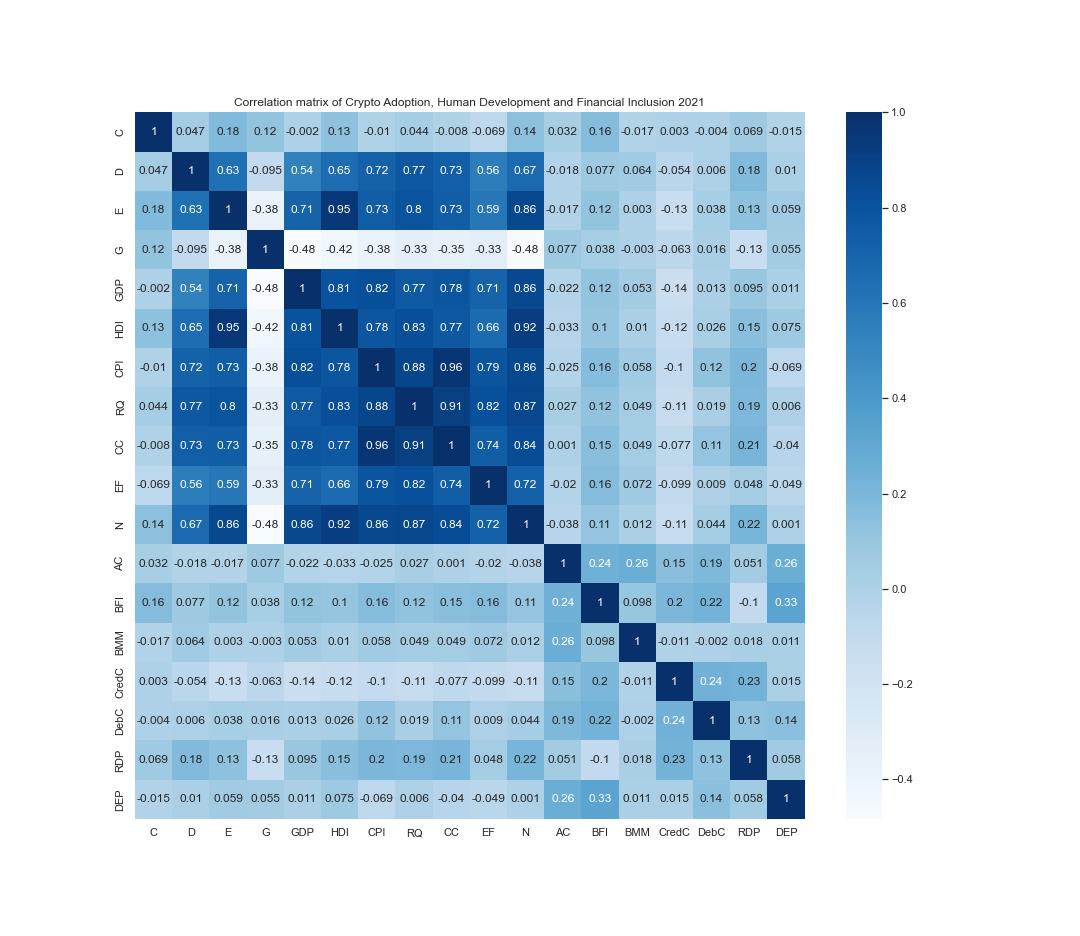 Correlation matrix of Crypto Adoption, Human Development and Financial Inclusion 2021
C 1 0.047 0.18 0.12 -0.002 0.13 -0.01 0.044 -0.008 -0.069 0.14 0.032 0.16 -0.017 0.003 -0.004 0.069 -0.015
D 0.047 1 0.63 -0.095 0.54 0.65 0.72 0.77 0.73 0.56 0.67 -0.018 0.077 0.064 -0.054 0.006 0.18 0.01
E 0.18 0.63 1 -0.38 0.71 0.95 0.73 0.8 0.73 0.59 0.86 -0.017 0.12 0.003 -0.13 0.038 0.13 0.059
G 0.12 -0.095 -0.38 1 -0.48 -0.42 -0.38 -0.33 -0.35 -0.33 -0.48 0.077 0.038 -0.003 -0.063 0.016 -0.13 0.055
GDP -0.002 0.54 0.71 -0.48 1 0.81 0.82 0.77 0.78 0.71 0.86 -0.022 0.12 0.053 -0.14 0.013 0.095 0.011
HDI 0.13 0.65 0.95 -0.42 0.81 1 0.78 0.83 0.77 0.66 0.92 -0.033 0.1 0.01 -0.12 0.026 0.15 0.075
CPI -0.01 0.72 0.73 -0.38 0.82 0.78 1 0.88 0.96 0.79 0.86 -0.025 0.16 0.058 -0.1 0.12 0.2 -0.069
RQ 0.044 0.77 0.8 -0.33 0.77 0.83 0.88 1 0.91 0.82 0.87 0.027 0.12 0.049 -0.11 0.019 0.19 0.006
CC -0.008 0.73 0.73 -0.35 0.78 0.77 0.96 0.91 1 0.74 0.84 0.001 0.15 0.049 -0.077 0.11 0.21 -0.04
EF -0.069 0.56 0.59 -0.33 0.71 0.66 0.79 0.82 0.74 1 0.72 -0.02 0.16 0.072 -0.099 0.009 0.048 -0.049
N 0.14 0.67 0.86 -0.48 0.86 0.92 0.86 0.87 0.84 0.72 1 -0.038 0.11 0.012 -0.11 0.044 0.22 0.001
AC 0.032 -0.018 -0.017 0.077 -0.022 -0.033 -0.025 0.027 0.001 -0.02 -0.038 1 0.24 0.26 0.15 0.19 0.051 0.26
BFI 0.16 0.077 0.12 0.038 0.12 0.1 0.16 0.12 0.15 0.16 0.11 0.24 1 0.098 0.2 0.22 -0.1 0.33
BMM -0.017 0.064 0.003 -0.003 0.053 0.01 0.058 0.049 0.049 0.072 0.012 0.26 0.098 1 -0.011 -0.002 0.018 0.011
CredC 0.003 -0.054 -0.13 -0.063 -0.14 -0.12 -0.1 -0.11 -0.077 -0.099 -0.11 0.15 0.2 -0.011 1 0.24 0.23 0.015
DebC -0.004 0.006 0.038 0.016 0.013 0.026 0.12 0.019 0.11 0.009 0.044 0.19 0.22 -0.002 0.24 1 0.13 0.14
RDP 0.069 0.18 0.13 -0.13 0.095 0.15 0.2 0.19 0.21 0.048 0.22 0.051 -0.1 0.018 0.23 0.13 1 0.058
DEP -0.015 0.01 0.059 0.055 0.011 0.075 -0.069 0.006 -0.04 -0.049 0.001 0.26 0.33 0.011 0.015 0.14 0.058 1
C D E G GDP HDI CPI RQ CC EF N AC BFI BMM CredC DebC RDP DEP
1.0
0.8
0.6
0.4
0.2
0.0
−0.2
−0.4